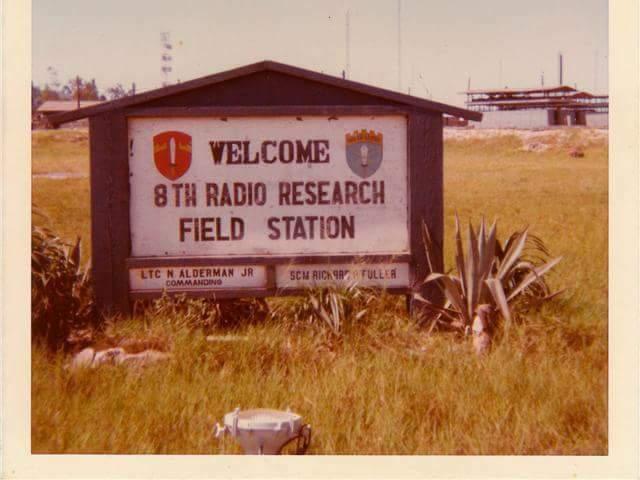 WELCOME
8TH RADIO RESEARCH
FIELD STATION
LTC N ALDERMAN JR
COMMANDING
SGM RICHARD A FULLER